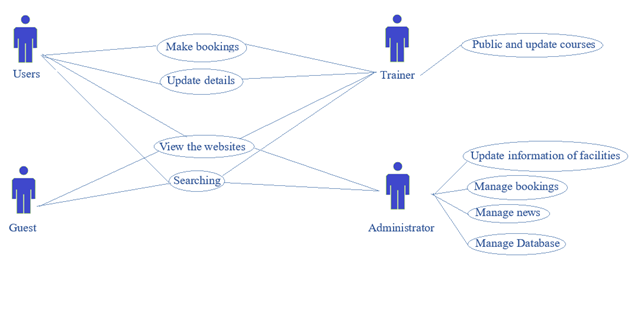 Make bookings
Public and update courses
Users
Update details
Trainer
View the websites
Update information of facilities
Searching
Manage bookings
Manage news
Guest
Administrator
Manage Database